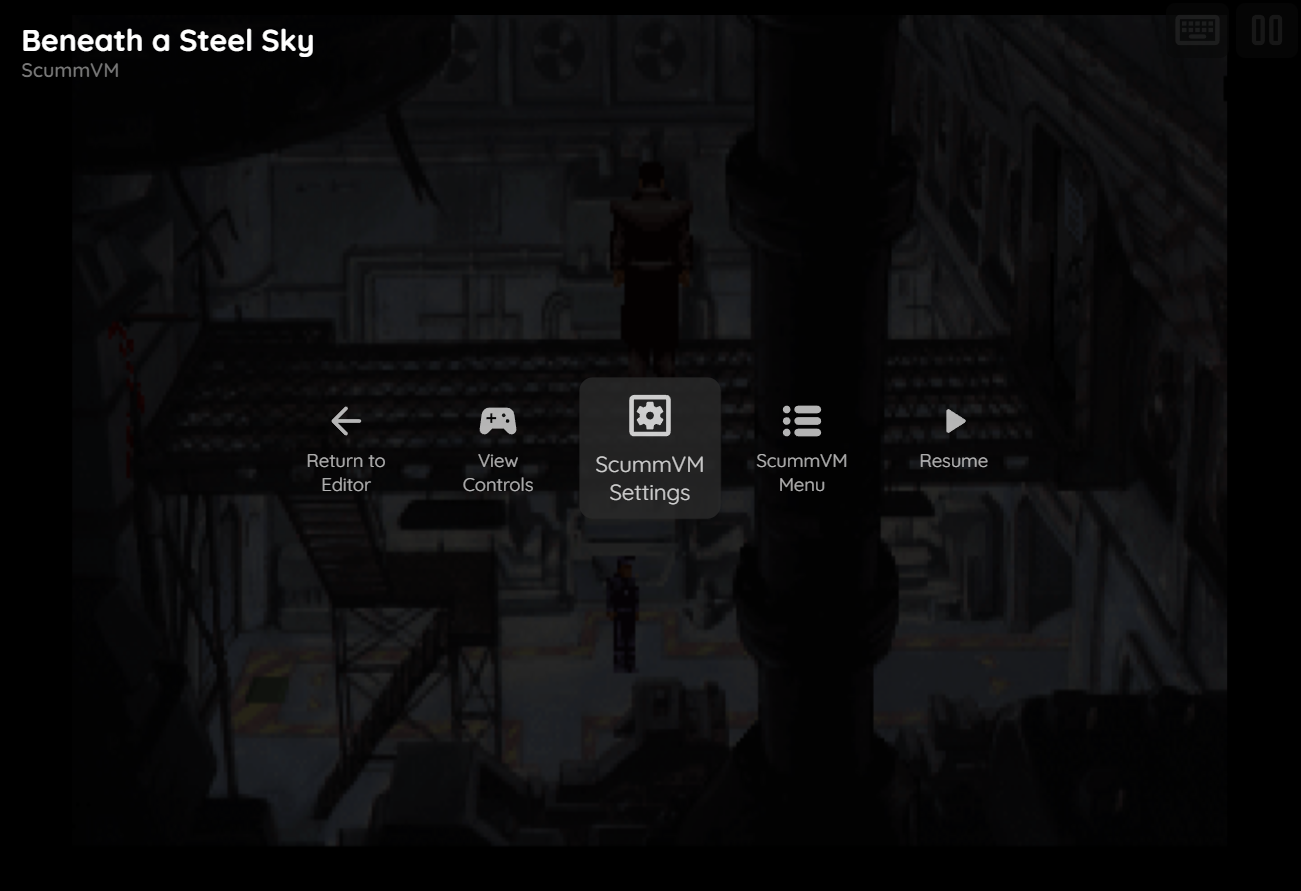 Beneath a Steel Sky
ScummVM
Return to
Editor
View
Controls
ScummVM
Settings
ScummVM
Menu
Resume